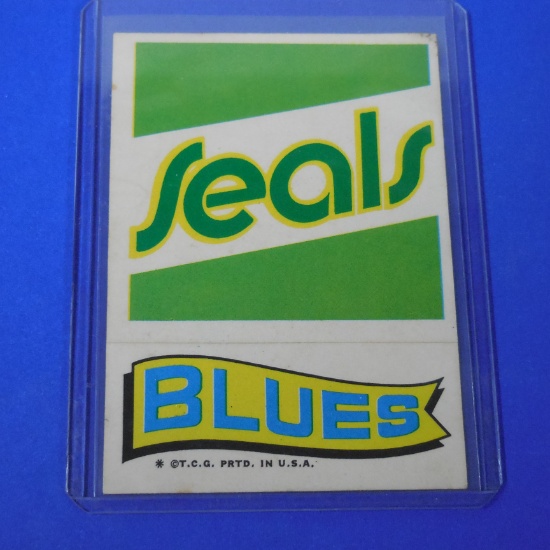 Seals
BLUES
* ©T.C.G. PRTD. IN U.S.A.